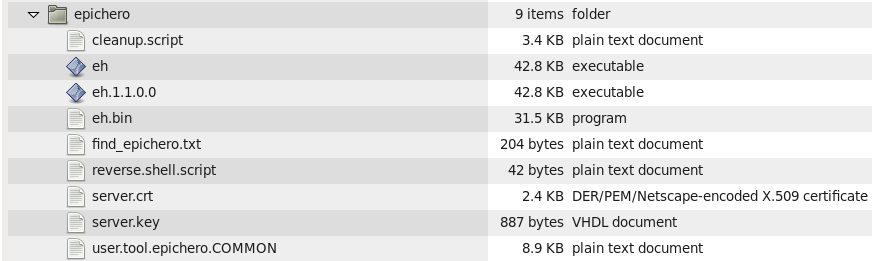 epichero 9 items folder
cleanup.script 3.4 KB plain text document
eh 42.8 KB executable
eh.1.1.0.0 42.8 KB executable
eh.bin 31.5 KB program
find_epichero.txt 204 bytes plain text document
reverse.shell.script 42 bytes plain text document
server.crt 2.4 KB DER/PEM/Netscape-encoded X.509 certificate
server.key 887 bytes VHDL document
user.tool.epichero.COMMON 8.9 KB plain text document